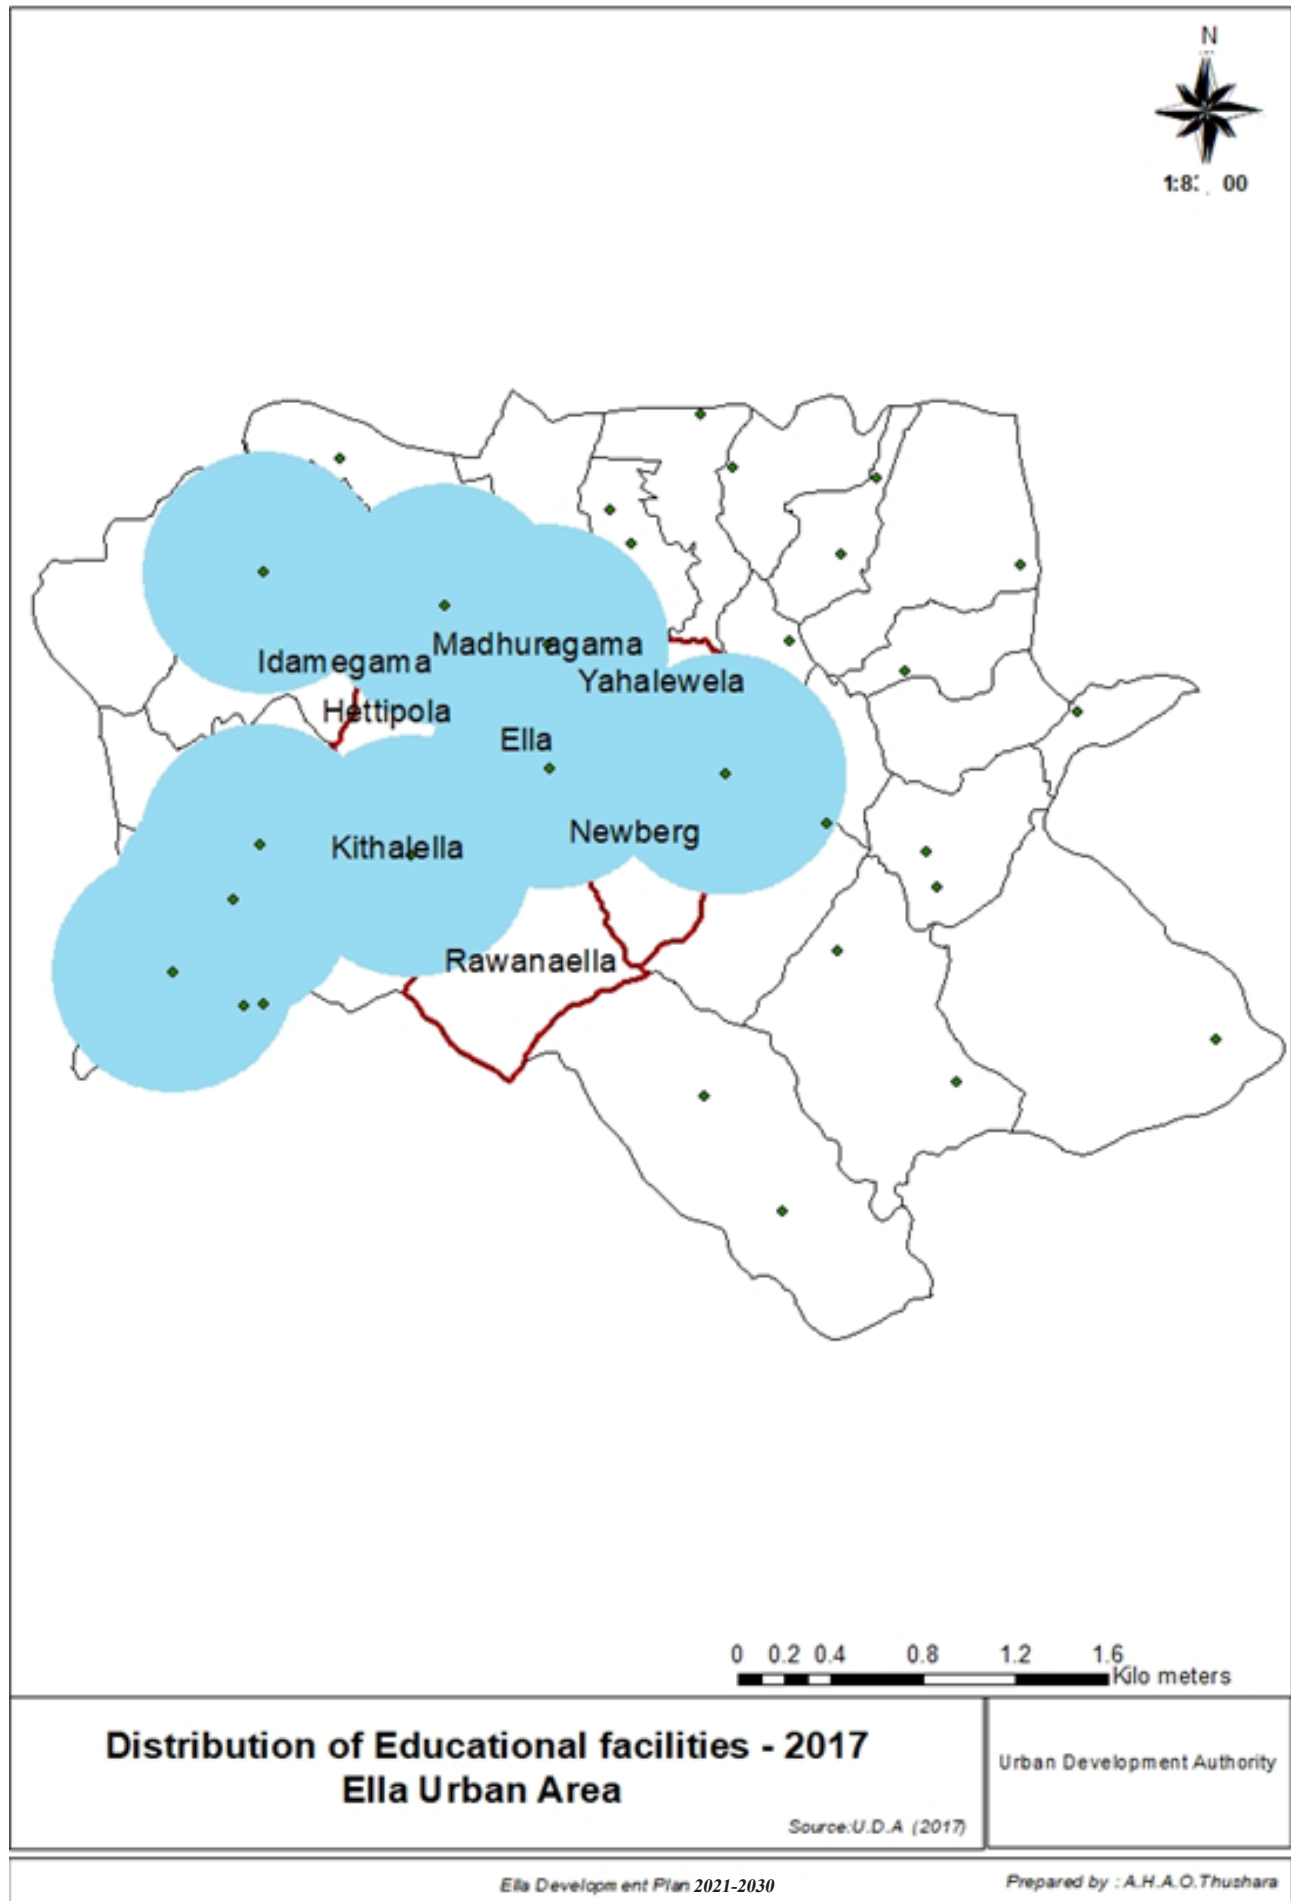 N
Idamegama
Madhuragama
Yahalewela
Hettipola
Ella
Newberg
Kithalella
Rawanaella
0 0.2 0.4 0.8 1.2 1.6
Kilo meters
Distribution of Educational facilities - 2017
Ella Urban Area
Source:U.D.A (2017)
Urban Development Authority
Ella Development Plan 2021-2030
Prepared by : A.H.A.O.Thushara